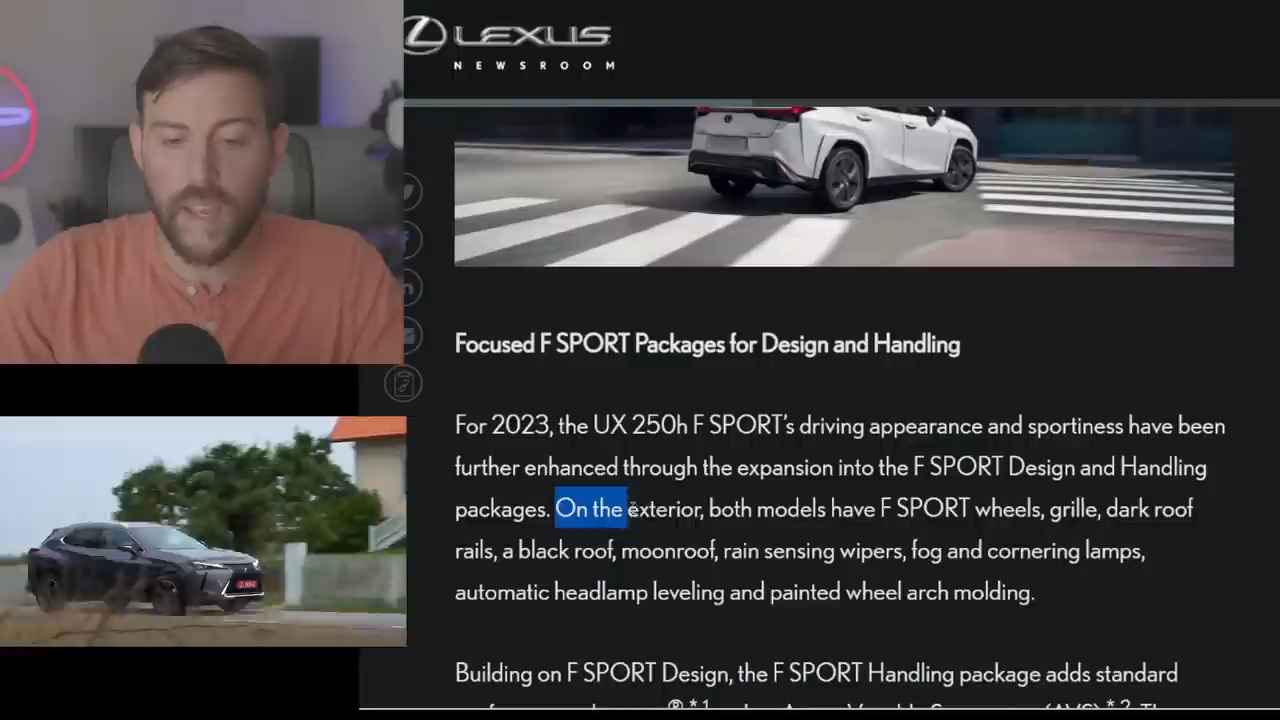 LEXUS
NEWSROOM
Focused F SPORT Packages for Design and Handling
For 2023, the UX 250h F SPORT's driving appearance and sportiness have been
further enhanced through the expansion into the F SPORT Design and Handling
packages. On the exterior, both models have F SPORT wheels, grille, dark roof
rails, a black roof, moonroof, rain sensing wipers, fog and cornering lamps,
automatic headlamp leveling and painted wheel arch molding.
Building on F SPORT Design, the F SPORT Handling package adds standard